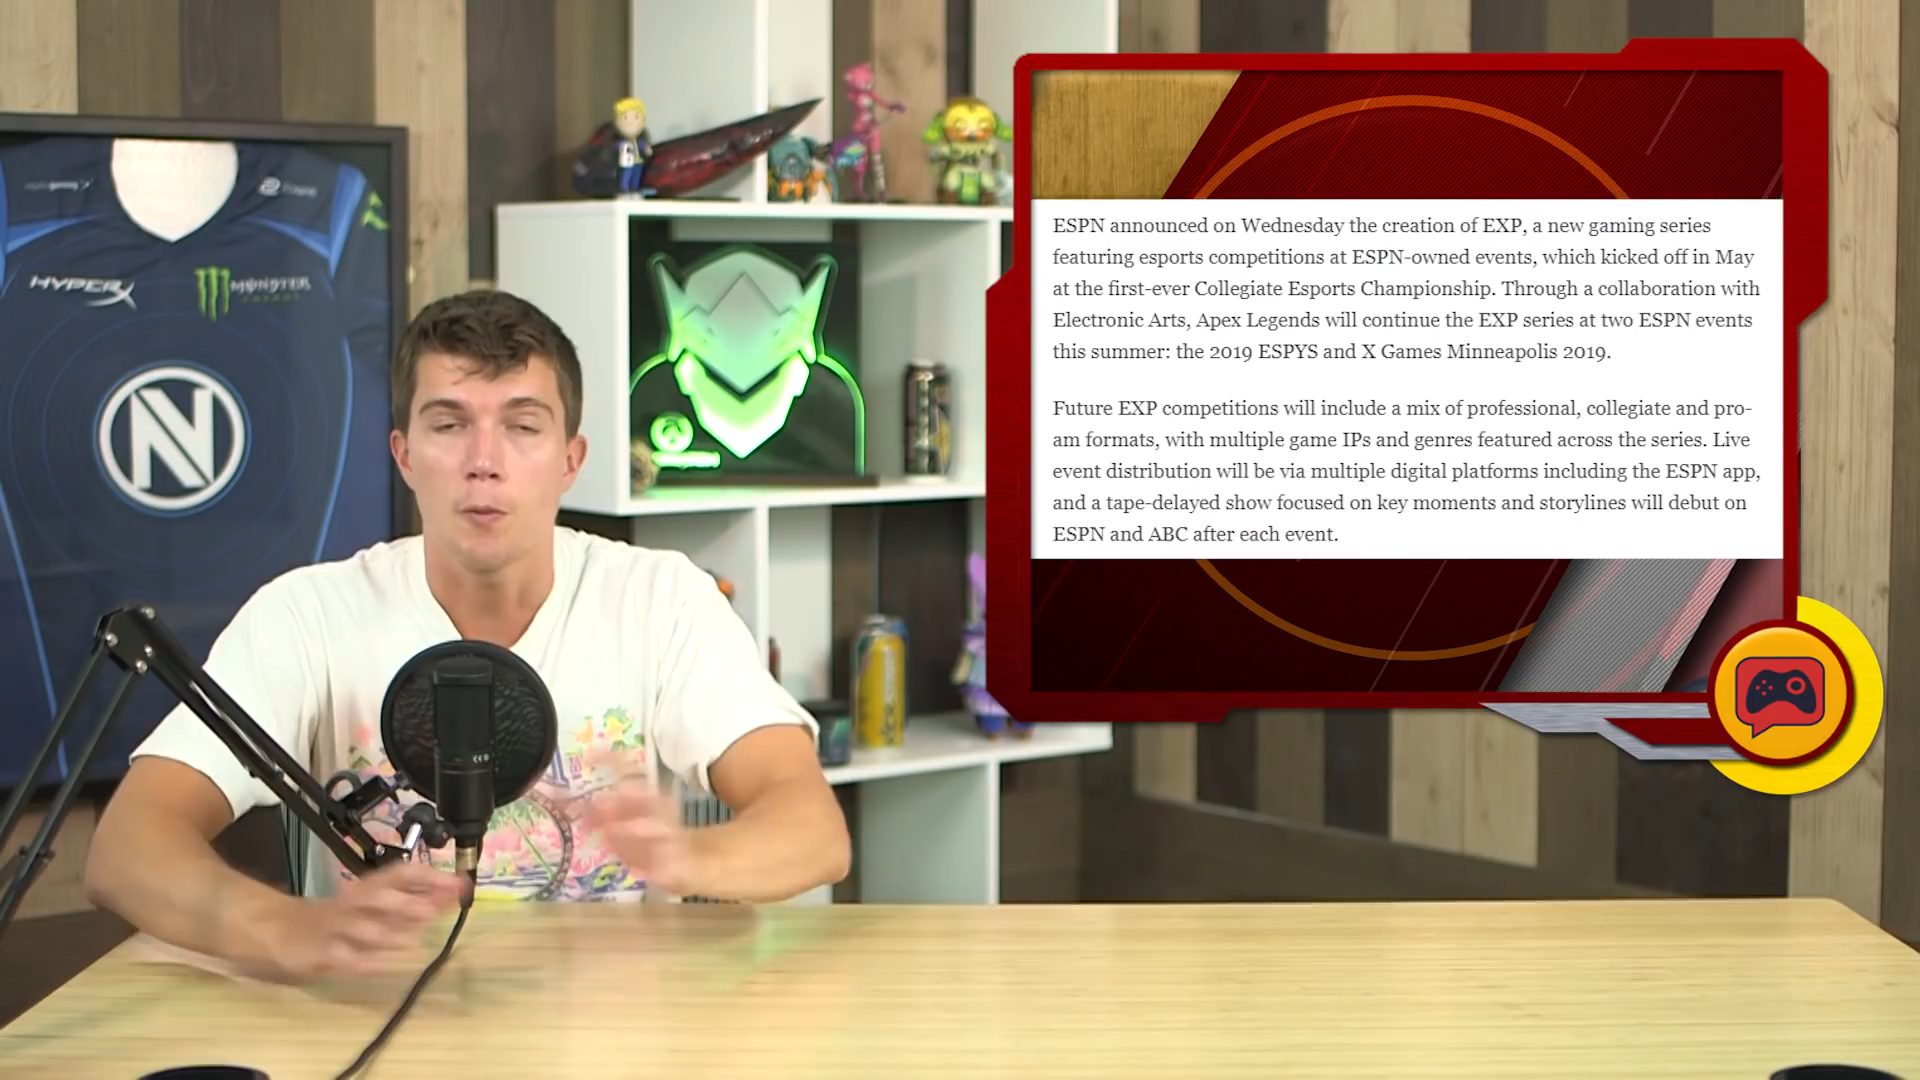 HYPERX
MONSTER
ENERGY
ESPN announced on Wednesday the creation of EXP, a new gaming series
featuring esports competitions at ESPN-owned events, which kicked off in May
at the first-ever Collegiate Esports Championship. Through a collaboration with
Electronic Arts, Apex Legends will continue the EXP series at two ESPN events
this summer: the 2019 ESPYS and X Games Minneapolis 2019.
Future EXP competitions will include a mix of professional, collegiate and pro-
am formats, with multiple game IPs and genres featured across the series. Live
event distribution will be via multiple digital platforms including the ESPN app,
and a tape-delayed show focused on key moments and storylines will debut on
ESPN and ABC after each event.